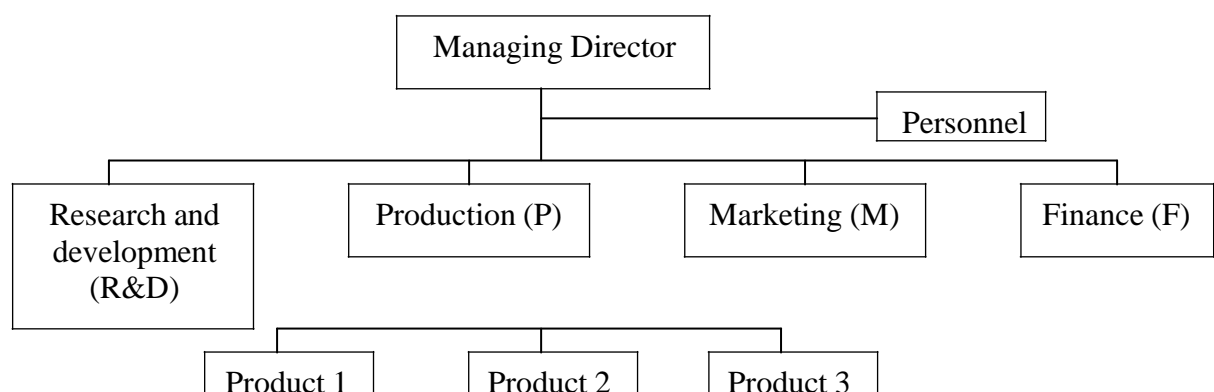 Managing Director
Personnel
Research and
development
(R&D)
Production (P)
Marketing (M)
Finance (F)
Product 1
Product 2
Product 3